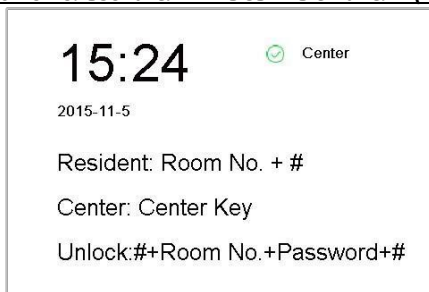 15:24
Center
2015-11-5
Resident: Room No. + #
Center: Center Key
Unlock:#+Room No.+Password+#